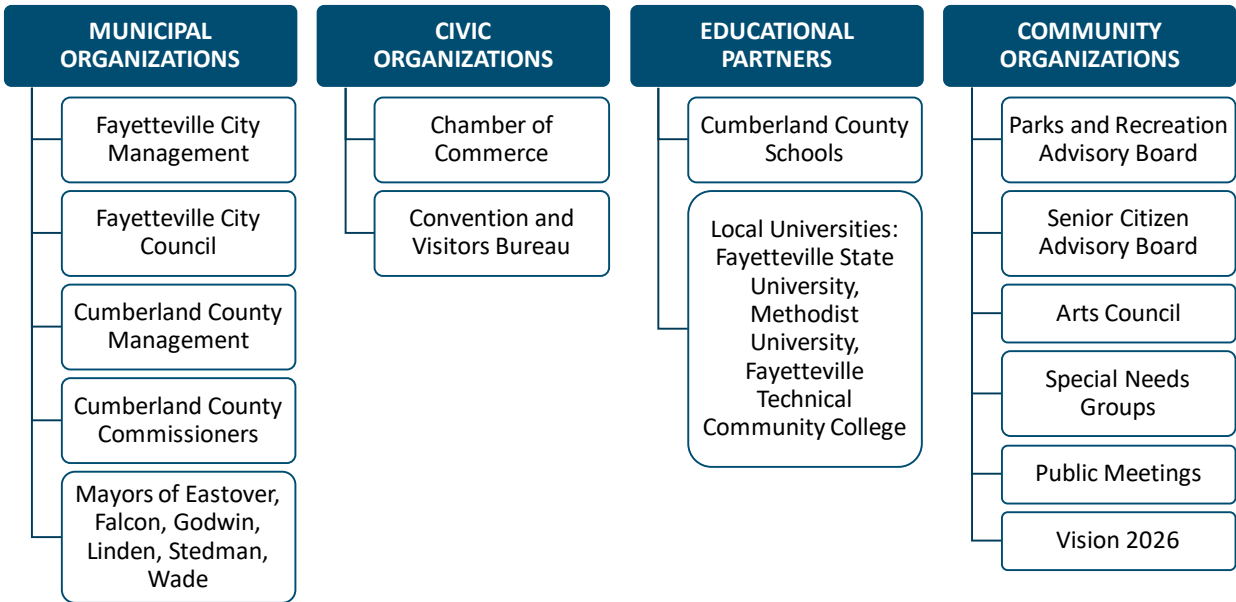 MUNICIPAL
ORGANIZATIONS
Fayetteville City
Management
Fayetteville City
Council
Cumberland County
Management
Cumberland County
Commissioners
Mayors of Eastover,
Falcon, Godwin,
Linden, Stedman,
Wade
CIVIC
ORGANIZATIONS
Chamber of
Commerce
Convention and
Visitors Bureau
EDUCATIONAL
PARTNERS
Cumberland County
Schools
Local Universities:
Fayetteville State
University,
Methodist
University,
Fayetteville
Technical
Community College
COMMUNITY
ORGANIZATIONS
Parks and Recreation
Advisory Board
Senior Citizen
Advisory Board
Arts Council
Special Needs
Groups
Public Meetings
Vision 2026